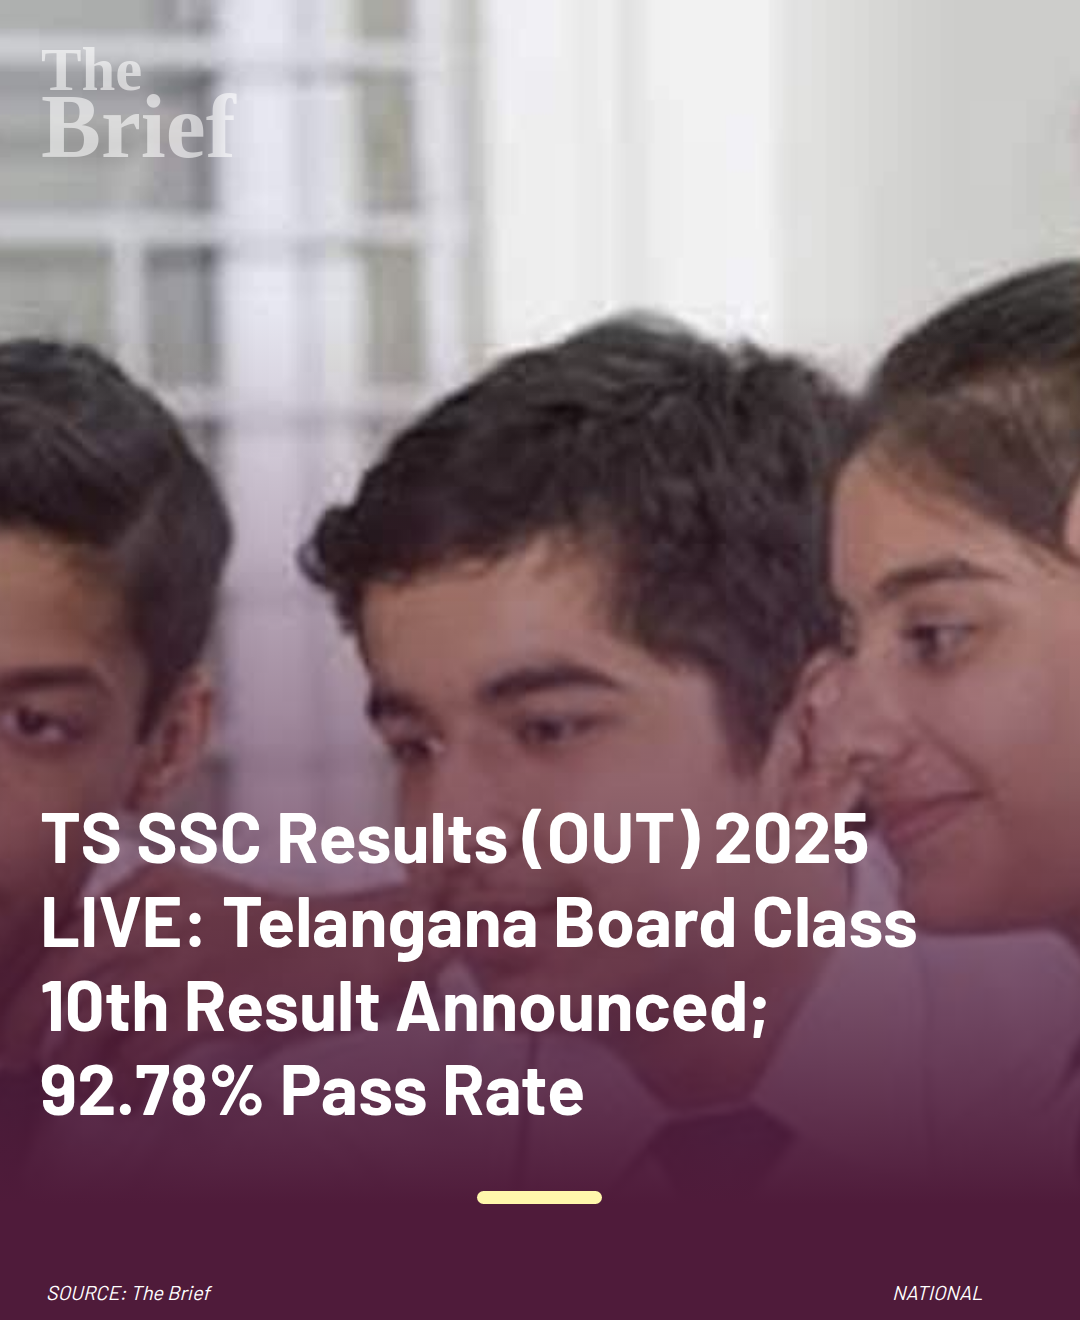 The
Brief
TS SSC Results (OUT) 2025
LIVE: Telangana Board Class
10th Result Announced;
92.78% Pass Rate
SOURCE: The Brief
NATIONAL